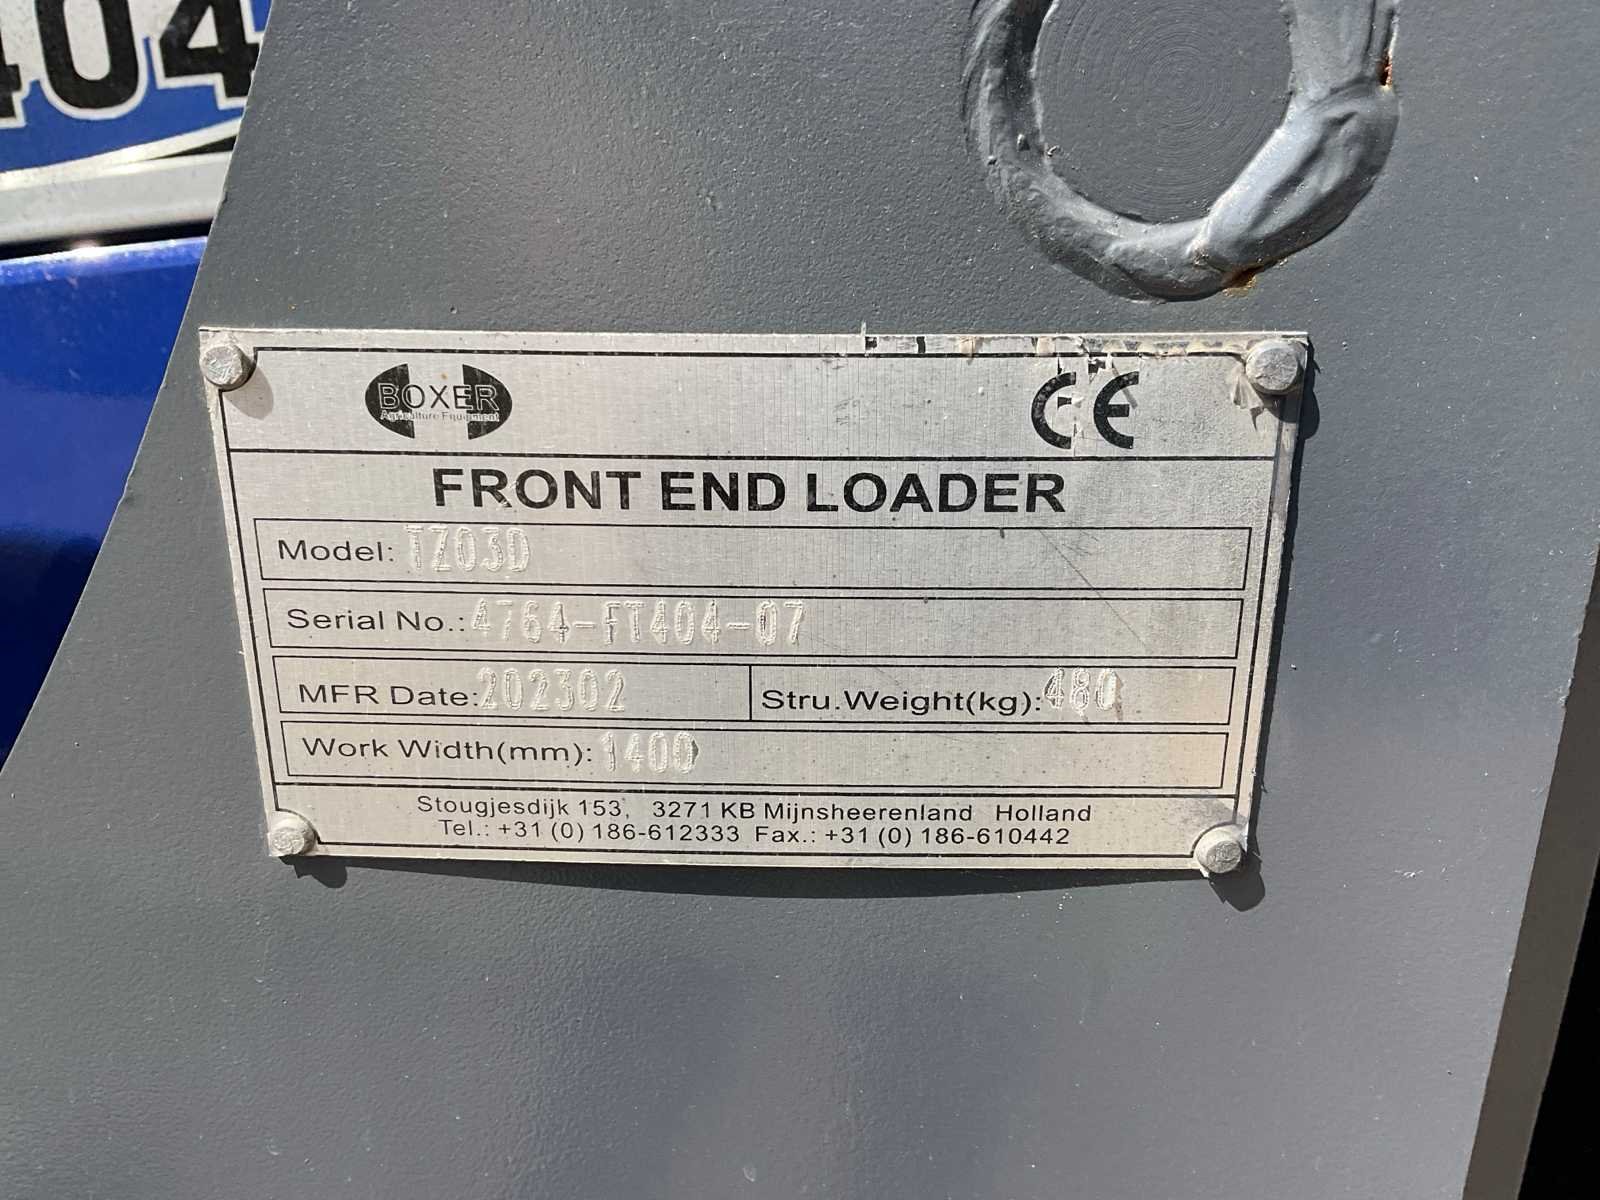 404
BOXER
Agriculture Equipment
CE
FRONT END LOADER
Model: TZ03D
Serial No.: 4764-FT404-07
MFR Date: 202302 Stru.Weight(kg): 480
Work Width(mm): 1400
Stougjesdijk 153, 3271 KB Mijnsheerenland Holland
Tel.: +31 (0) 186-612333 Fax.: +31 (0) 186-610442